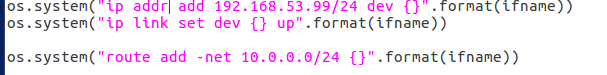 os.system("ip addr add 192.168.53.99/24 dev {}".format(ifname))
os.system("ip link set dev {} up".format(ifname))
os.system("route add -net 10.0.0.0/24 {}".format(ifname))